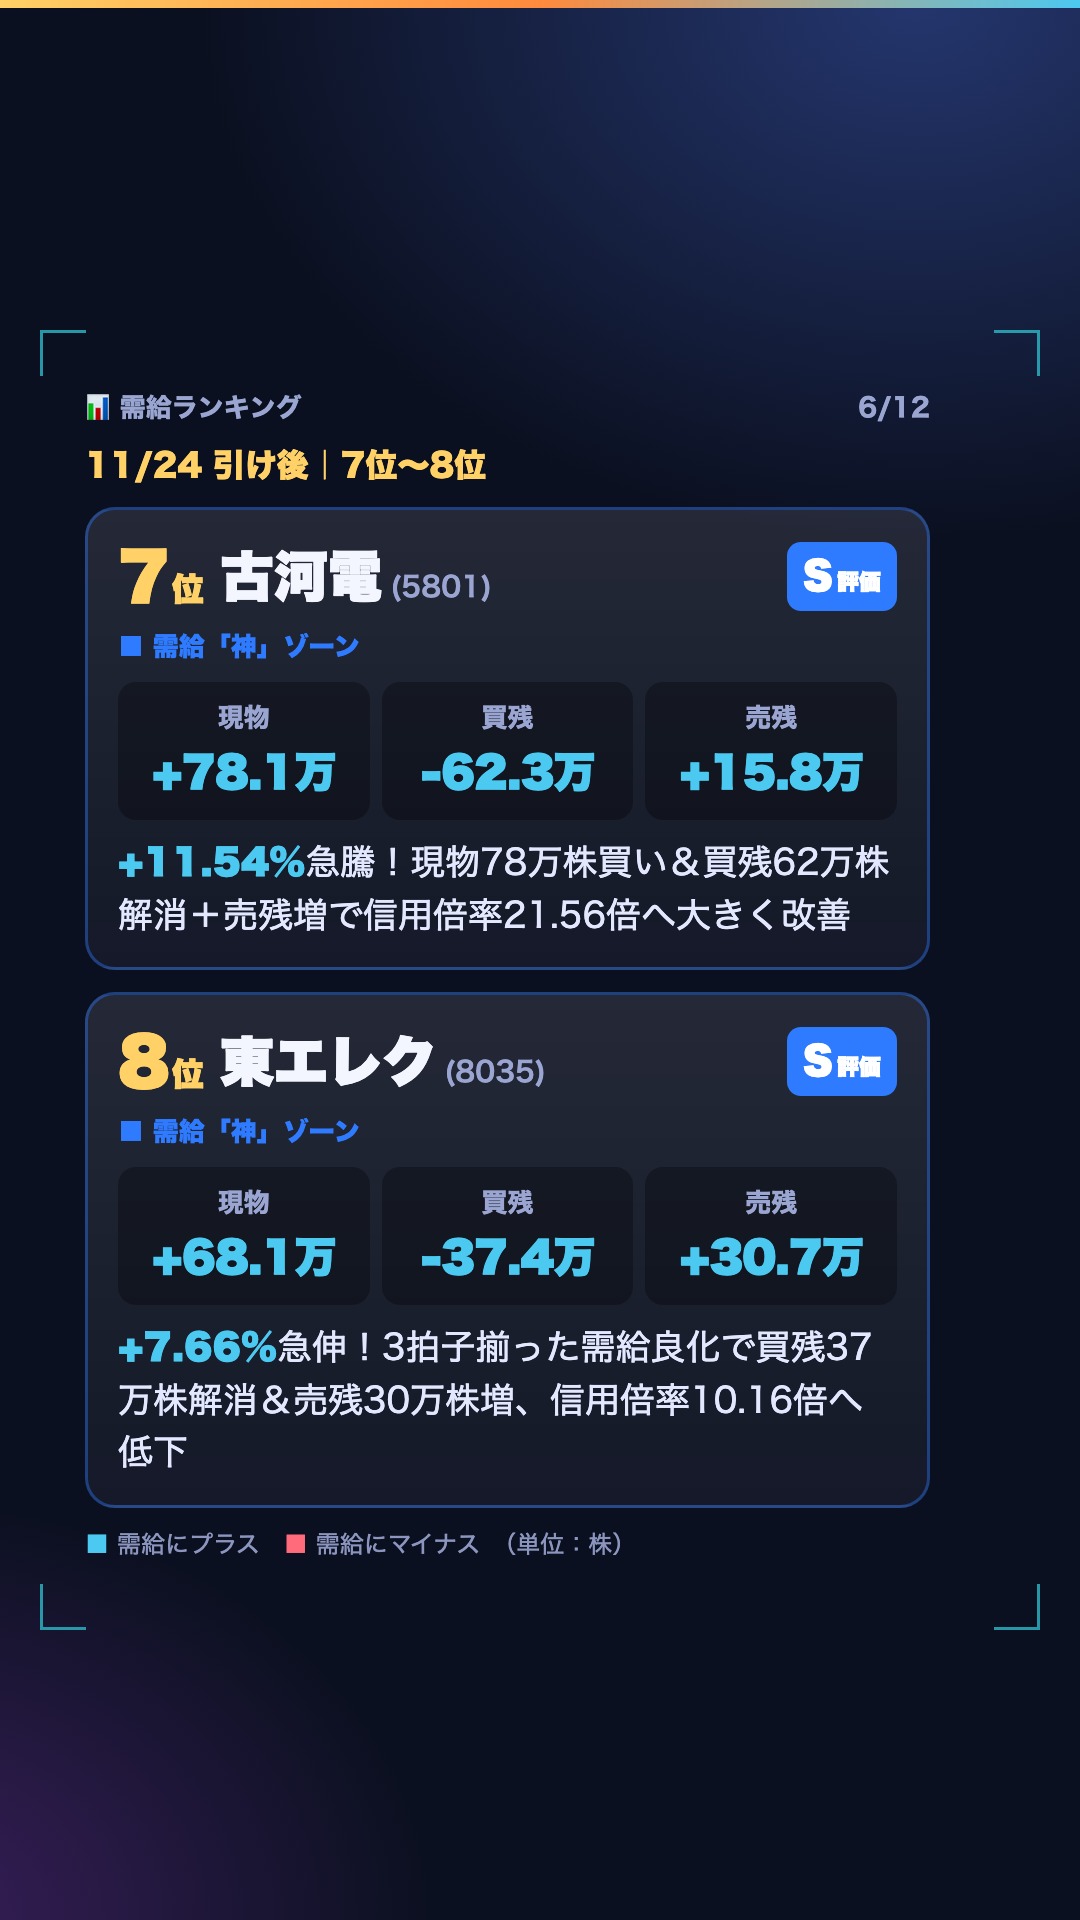 📊 需給ランキング 6/12
11/24 引け後｜7位〜8位
7位 古河電 (5801) S評価
■ 需給「神」ゾーン
現物 買残 売残
+78.1万 -62.3万 +15.8万
+11.54%急騰！現物78万株買い＆買残62万株
解消＋売残増で信用倍率21.56倍へ大きく改善
8位 東エレク (8035) S評価
■ 需給「神」ゾーン
現物 買残 売残
+68.1万 -37.4万 +30.7万
+7.66%急伸！3拍子揃った需給良化で買残37
万株解消＆売残30万株増、信用倍率10.16倍へ
低下
■ 需給にプラス ■ 需給にマイナス （単位：株）